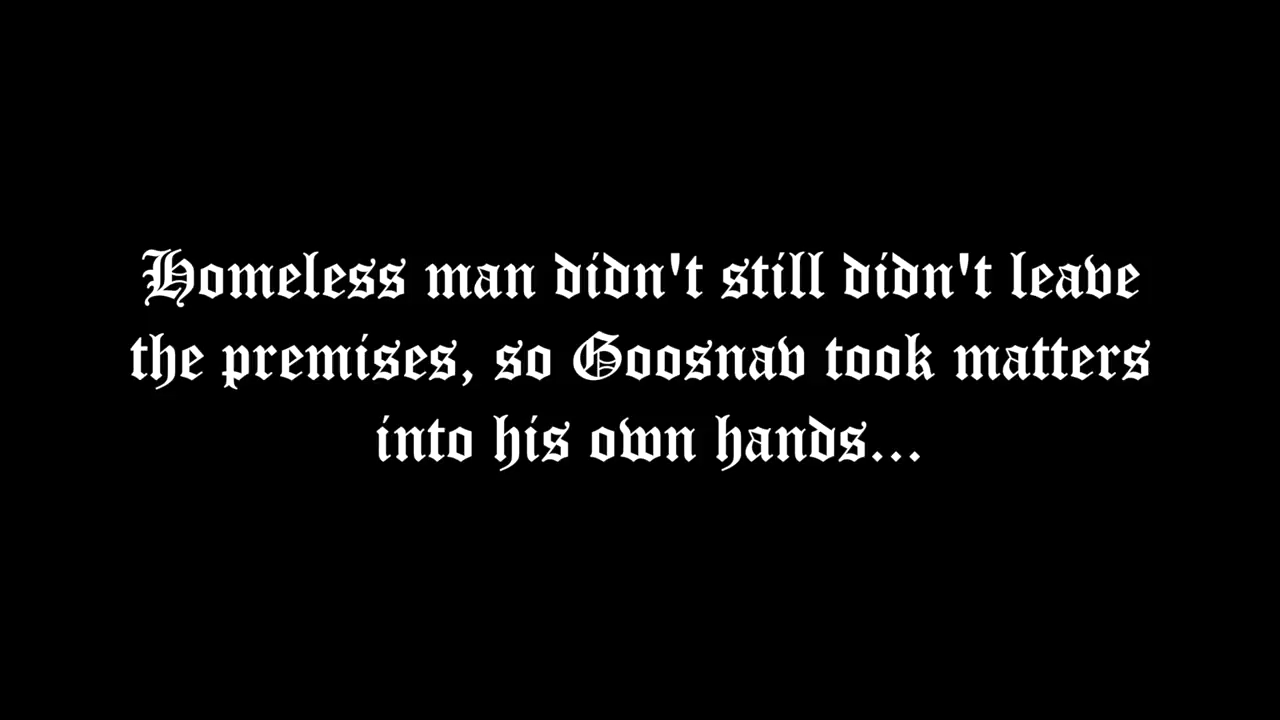 Homeless man didn't still didn't leave
the premises, so Goosnav took matters
into his own hands...